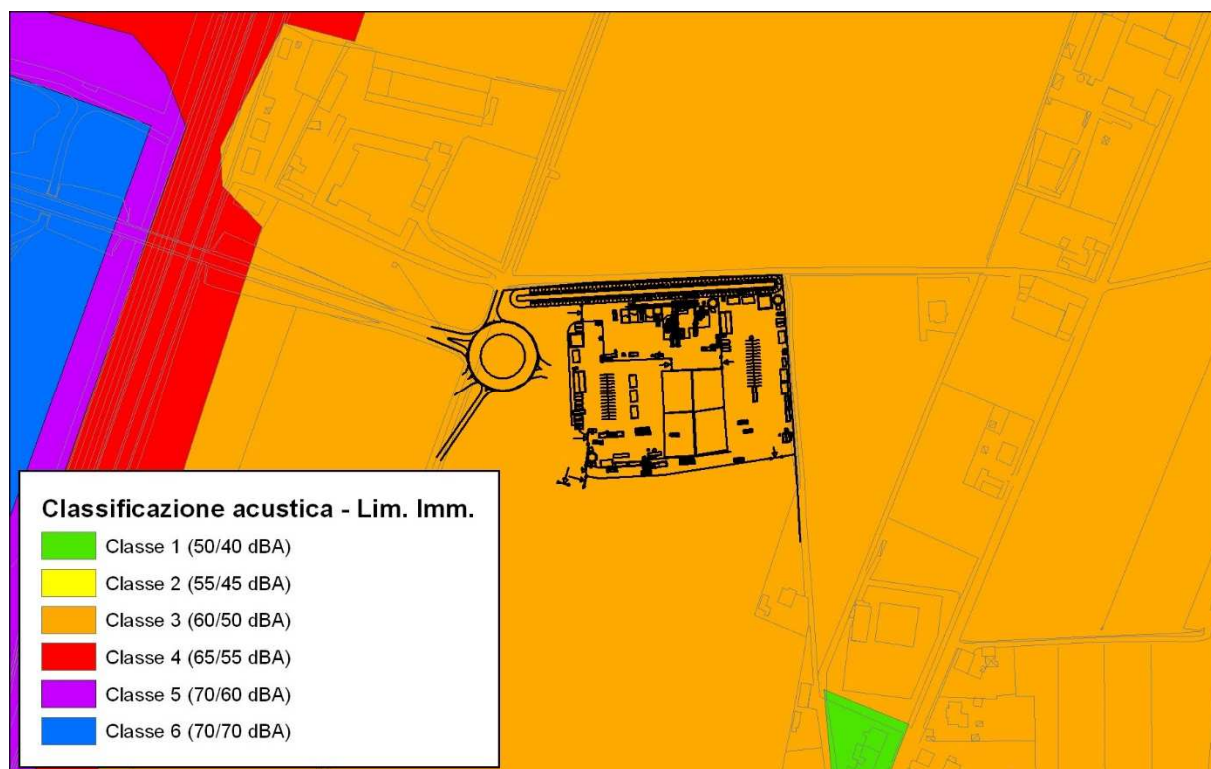 Classificazione acustica - Lim. Imm.
Classe 1 (50/40 dBA)
Classe 2 (55/45 dBA)
Classe 3 (60/50 dBA)
Classe 4 (65/55 dBA)
Classe 5 (70/60 dBA)
Classe 6 (70/70 dBA)